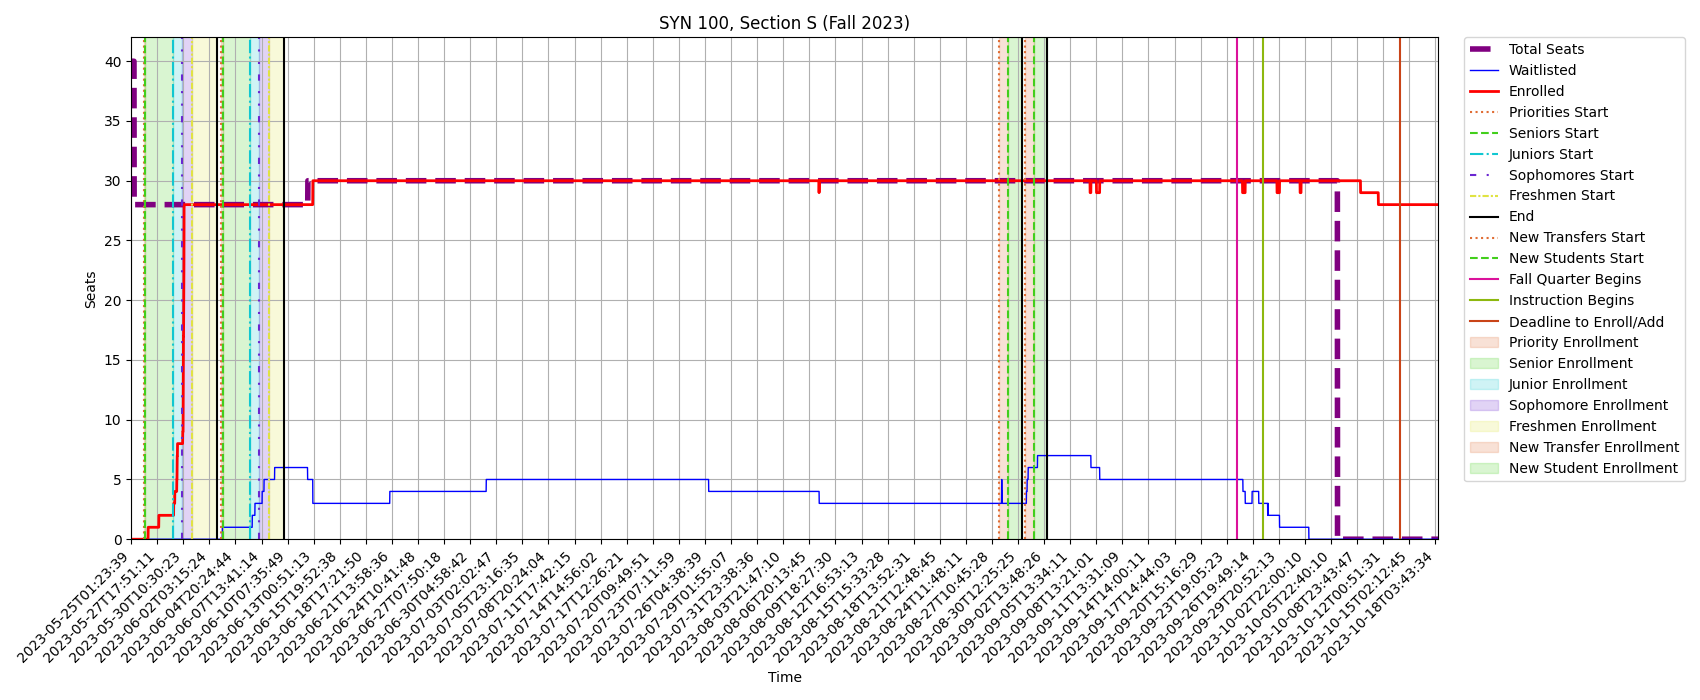 SYN 100, Section S (Fall 2023)
Seats
40
35
30
25
20
15
10
5
0
2023-05-25T01:23:39
2023-05-27T17:51:11
2023-05-30T10:30:23
2023-06-02T03:15:24
2023-06-04T20:24:44
2023-06-07T13:41:14
2023-06-10T07:35:49
2023-06-13T00:51:13
2023-06-15T19:52:38
2023-06-18T17:21:50
2023-06-21T13:58:36
2023-06-24T10:41:48
2023-06-27T07:50:18
2023-06-30T04:58:42
2023-07-03T02:02:47
2023-07-05T23:16:35
2023-07-08T20:24:04
2023-07-11T17:42:15
2023-07-14T14:56:02
2023-07-17T12:26:21
2023-07-20T09:49:51
2023-07-23T07:11:59
2023-07-26T04:38:39
2023-07-29T01:55:07
2023-07-31T23:38:36
2023-08-03T21:47:10
2023-08-06T20:13:45
2023-08-09T18:27:30
2023-08-12T16:53:13
2023-08-15T15:33:28
2023-08-18T13:52:31
2023-08-21T12:48:45
2023-08-24T11:48:11
2023-08-27T10:45:28
2023-08-30T12:25:23
2023-09-02T13:48:26
2023-09-05T13:34:11
2023-09-08T13:21:01
2023-09-11T13:31:09
2023-09-14T14:00:11
2023-09-17T14:44:03
2023-09-20T15:16:29
2023-09-23T19:05:23
2023-09-26T19:49:14
2023-09-29T20:52:13
2023-10-02T22:00:10
2023-10-05T22:40:10
2023-10-08T23:43:47
2023-10-12T00:51:31
2023-10-15T02:12:45
2023-10-18T03:43:34
Time
Total Seats
Waitlisted
Enrolled
Priorities Start
Seniors Start
Juniors Start
Sophomores Start
Freshmen Start
End
New Transfers Start
New Students Start
Fall Quarter Begins
Instruction Begins
Deadline to Enroll/Add
Priority Enrollment
Senior Enrollment
Junior Enrollment
Sophomore Enrollment
Freshmen Enrollment
New Transfer Enrollment
New Student Enrollment